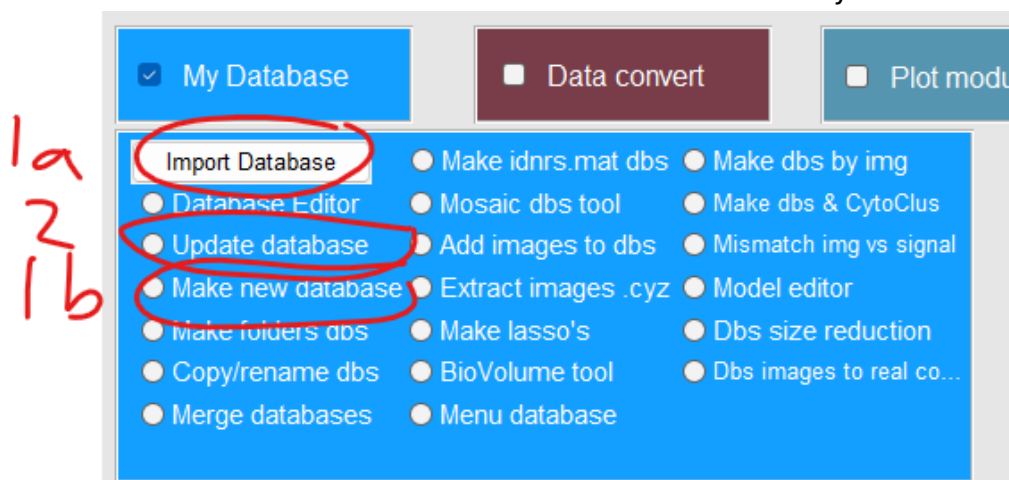 My Database
Data convert
Plot modu
1a
Import Database
Make idnrs.mat dbs
Make dbs by img
Database Editor
Mosaic dbs tool
Make dbs & CytoClus
2
Update database
Add images to dbs
Mismatch img vs signal
1b
Make new database
Extract images .cyz
Model editor
Make folders dbs
Make lasso's
Dbs size reduction
Copy/rename dbs
BioVolume tool
Dbs images to real co...
Merge databases
Menu database